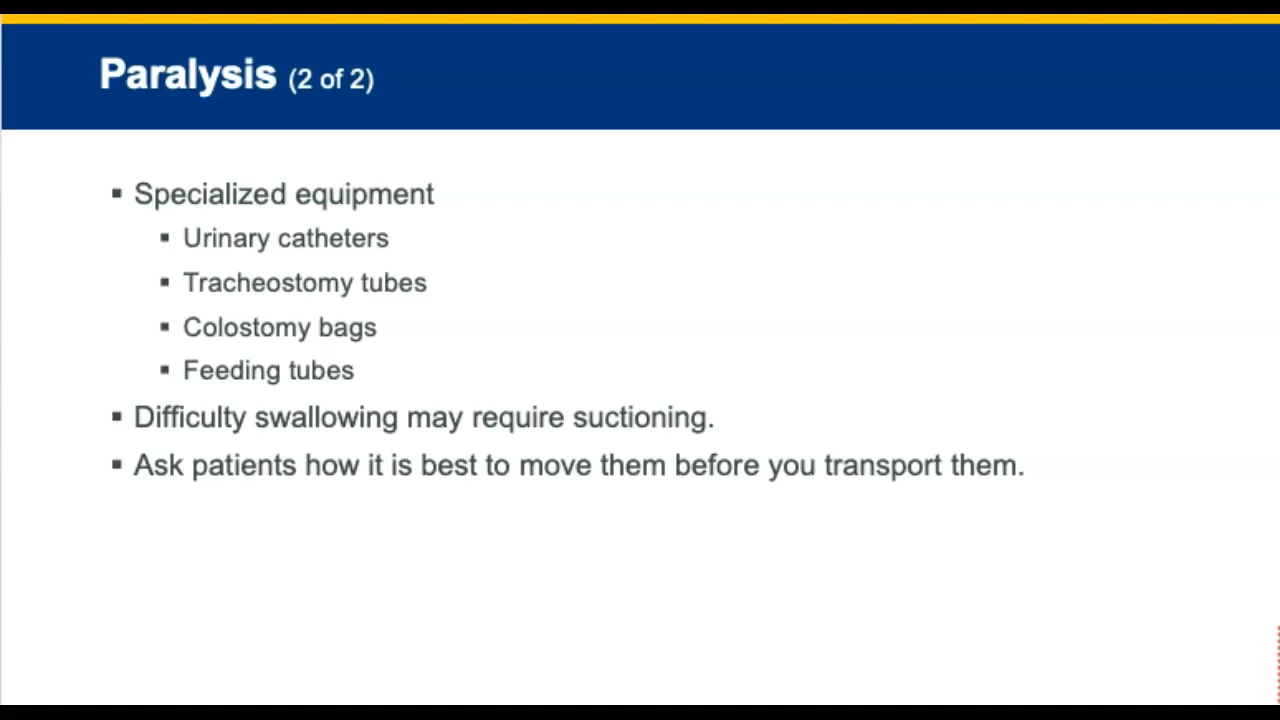 Paralysis (2 of 2)
▪ Specialized equipment
▪ Urinary catheters
▪ Tracheostomy tubes
▪ Colostomy bags
▪ Feeding tubes
▪ Difficulty swallowing may require suctioning.
▪ Ask patients how it is best to move them before you transport them.